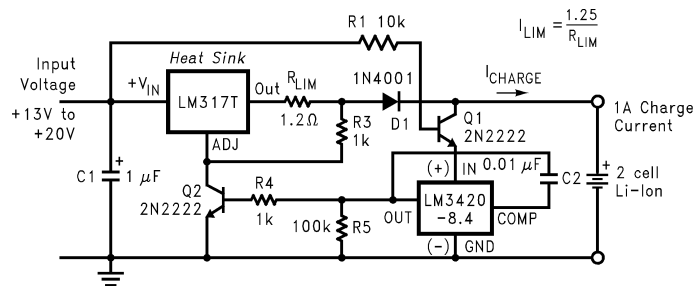 R1 10k
I_LIM = 1.25 / R_LIM
Input
Voltage
+13V to
+20V
Heat Sink
+V_IN
LM317T
Out
R_LIM
1.2Ω
1N4001
D1
I_CHARGE
Q1
2N2222
1A Charge
Current
ADJ
R3
1k
C1
+
1 μF
Q2
2N2222
R4
1k
100k
R5
(+)
IN
0.01 μF
C2
+
2 cell
Li-Ion
OUT
LM3420
-8.4
COMP
(-)
GND